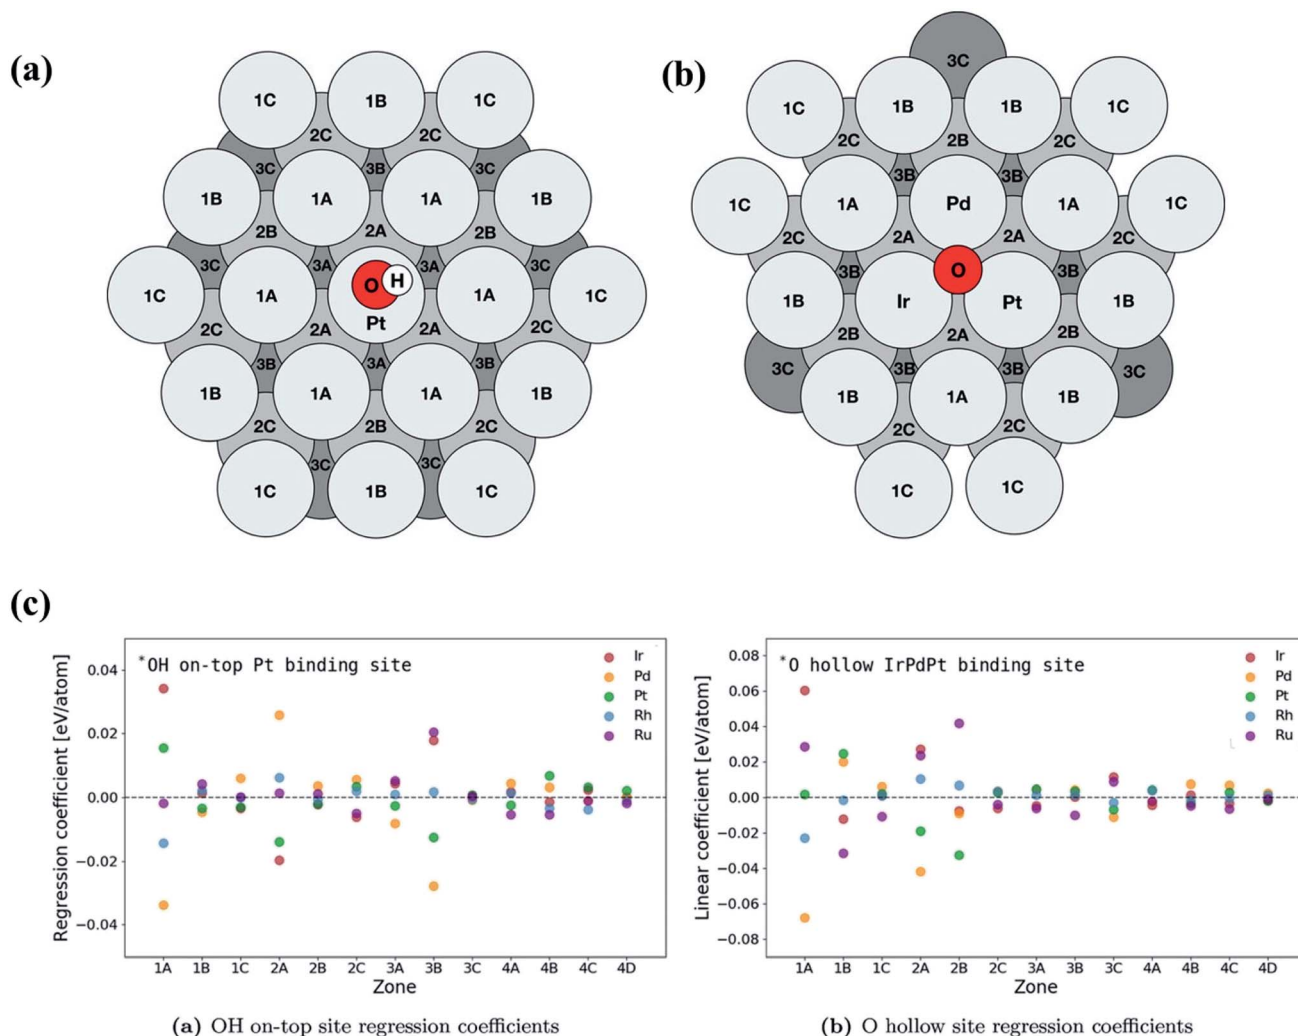 (a)
1C 1B 1C
2C 2C
3C 3B 3C
1B 1A 1A 1B
2B 2A 2B
3C 3A 3A 3C
O H
1C 1A 1A 1C
Pt
2C 2A 2A 2C
3B 3A 3B
1B 1A 1A 1B
2C 2B 2C
3C 3C
1C 1B 1C
(b)
3C
1C 1B 1B 1C
2C 2B 2C
3B 3B
1C 1A Pd 1A 1C
2C 2A 2A 2C
3B O 3B
1B Ir Pt 1B
2B 2A 2B
3C 3B 3B 3C
1B 1A 1B
2C 2C
1C 1C
(c)
*OH on-top Pt binding site
Ir
Pd
Pt
Rh
Ru
Regression coefficient [eV/atom]
0.04
0.02
0.00
−0.02
−0.04
1A 1B 1C 2A 2B 2C 3A 3B 3C 4A 4B 4C 4D
Zone
(a) OH on-top site regression coefficients
*O hollow IrPdPt binding site
Ir
Pd
Pt
Rh
Ru
Linear coefficient [eV/atom]
0.08
0.06
0.04
0.02
0.00
−0.02
−0.04
−0.06
−0.08
1A 1B 1C 2A 2B 2C 3A 3B 3C 4A 4B 4C 4D
Zone
(b) O hollow site regression coefficients